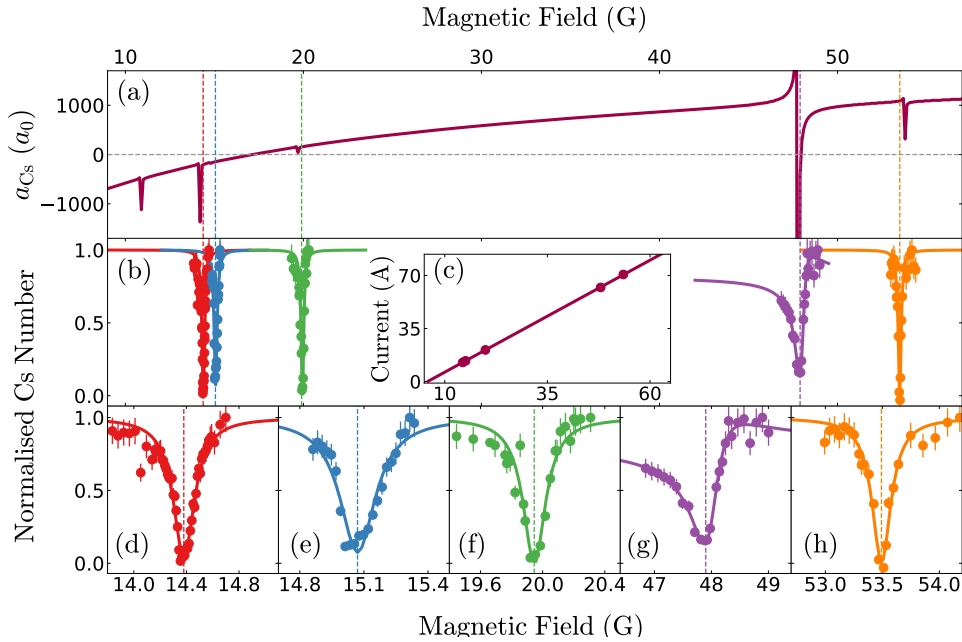 Magnetic Field (G)
10 20 30 40 50
(a)
a_Cs (a_0)
1000
0
−1000
(b)
(c)
Normalised Cs Number
1.0
0.5
0.0
Current (A)
70
35
0
10 35 60
1.0
0.5
0.0
(d) (e) (f) (g) (h)
14.0 14.4 14.8 14.8 15.1 15.4 19.6 20.0 20.4 47 48 49 53.0 53.5 54.2
Magnetic Field (G)